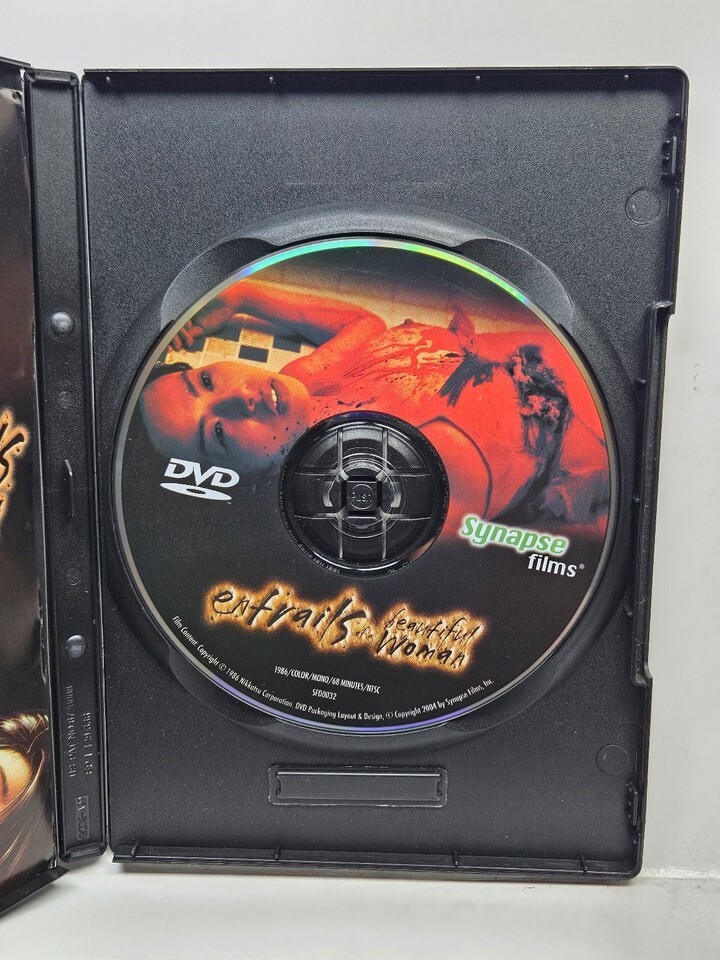 DVD
PUSH
Synapse
films®
entrails of a beautiful
Woman
1986/COLOR/MONO/68 MINUTES/NTSC
SFD0032
Film Content Copyright © 1986 Nikkatsu Corporation. DVD Packaging Layout & Design, © Copyright 2004 by Synapse Films, Inc.